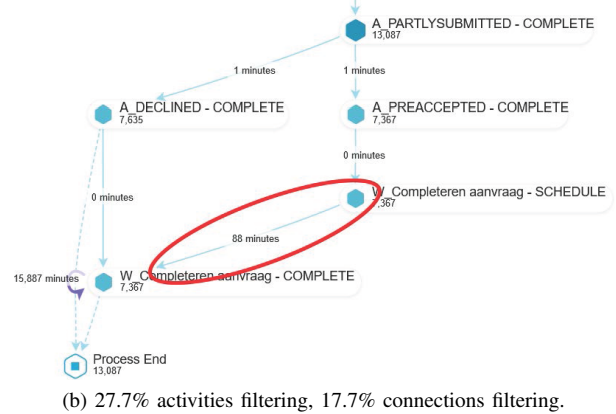 A_PARTLYSUBMITTED - COMPLETE
13,087
1 minutes
1 minutes
A_DECLINED - COMPLETE
7,635
A_PREACCEPTED - COMPLETE
7,367
0 minutes
0 minutes
W_Completeren aanvraag - SCHEDULE
7,367
88 minutes
15,887 minutes
W_Completeren aanvraag - COMPLETE
7,367
Process End
13,087
(b) 27.7% activities filtering, 17.7% connections filtering.